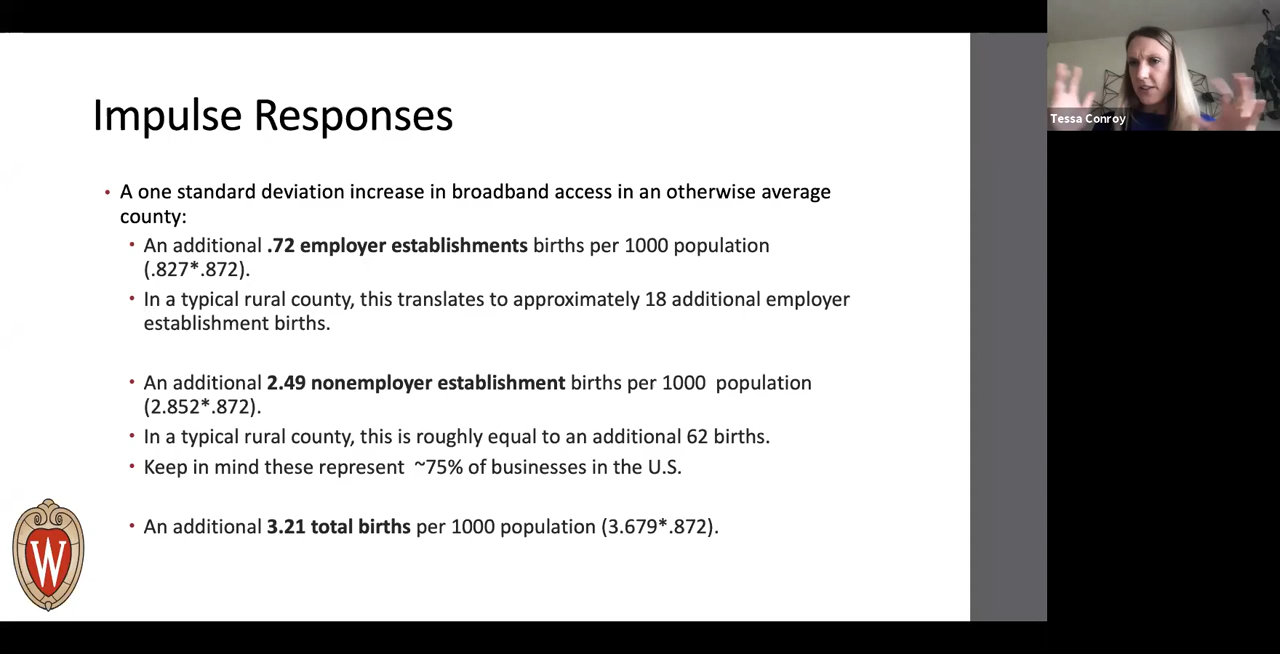 Impulse Responses
• A one standard deviation increase in broadband access in an otherwise average
county:
• An additional .72 employer establishments births per 1000 population
(.827*.872).
• In a typical rural county, this translates to approximately 18 additional employer
establishment births.
• An additional 2.49 nonemployer establishment births per 1000 population
(2.852*.872).
• In a typical rural county, this is roughly equal to an additional 62 births.
• Keep in mind these represent ~75% of businesses in the U.S.
• An additional 3.21 total births per 1000 population (3.679*.872).
W
Tessa Conroy